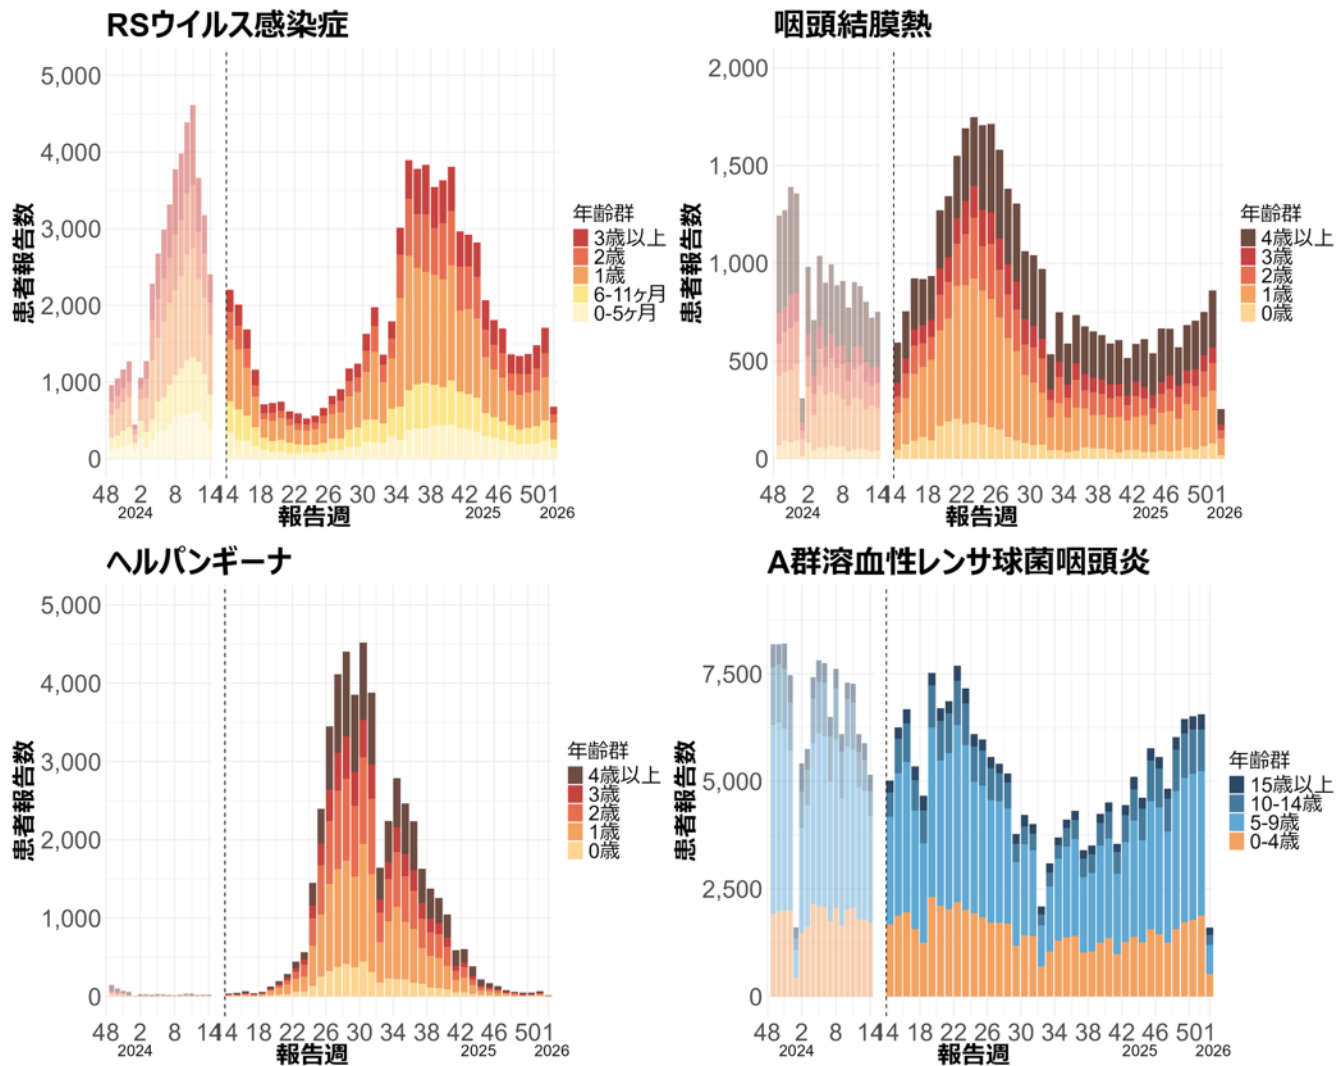 RSウイルス感染症
5,000
4,000
3,000
2,000
1,000
0
患者報告数
48 2 8 14 14 18 22 26 30 34 38 42 46 50 1
2024 2025 2026
報告週
年齢群
3歳以上
2歳
1歳
6-11ヶ月
0-5ヶ月
咽頭結膜熱
2,000
1,500
1,000
500
0
患者報告数
48 2 8 14 14 18 22 26 30 34 38 42 46 50 1
2024 2025 2026
報告週
年齢群
4歳以上
3歳
2歳
1歳
0歳
ヘルパンギーナ
5,000
4,000
3,000
2,000
1,000
0
患者報告数
48 2 8 14 14 18 22 26 30 34 38 42 46 50 1
2024 2025 2026
報告週
年齢群
4歳以上
3歳
2歳
1歳
0歳
A群溶血性レンサ球菌咽頭炎
7,500
5,000
2,500
0
患者報告数
48 2 8 14 14 18 22 26 30 34 38 42 46 50 1
2024 2025 2026
報告週
年齢群
15歳以上
10-14歳
5-9歳
0-4歳